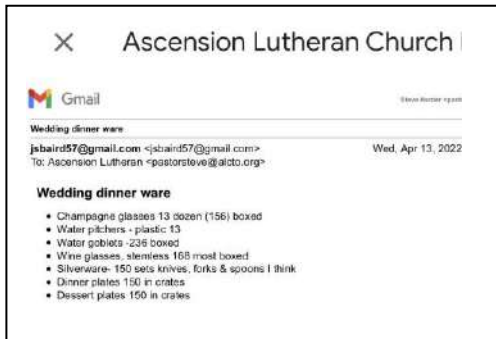 Ascension Lutheran Church
Gmail
Wedding dinner ware
jsbaird57@gmail.com <jsbaird57@gmail.com> Wed, Apr 13, 2022
To: Ascension Lutheran <pastorsteve@alcto.org>
Wedding dinner ware
• Champagne glasses 13 dozen (156) boxed
• Water pitchers - plastic 13
• Water goblets -236 boxed
• Wine glasses, stemless 168 most boxed
• Silverware- 150 sets knives, forks & spoons I think
• Dinner plates 150 in crates
• Dessert plates 150 in crates